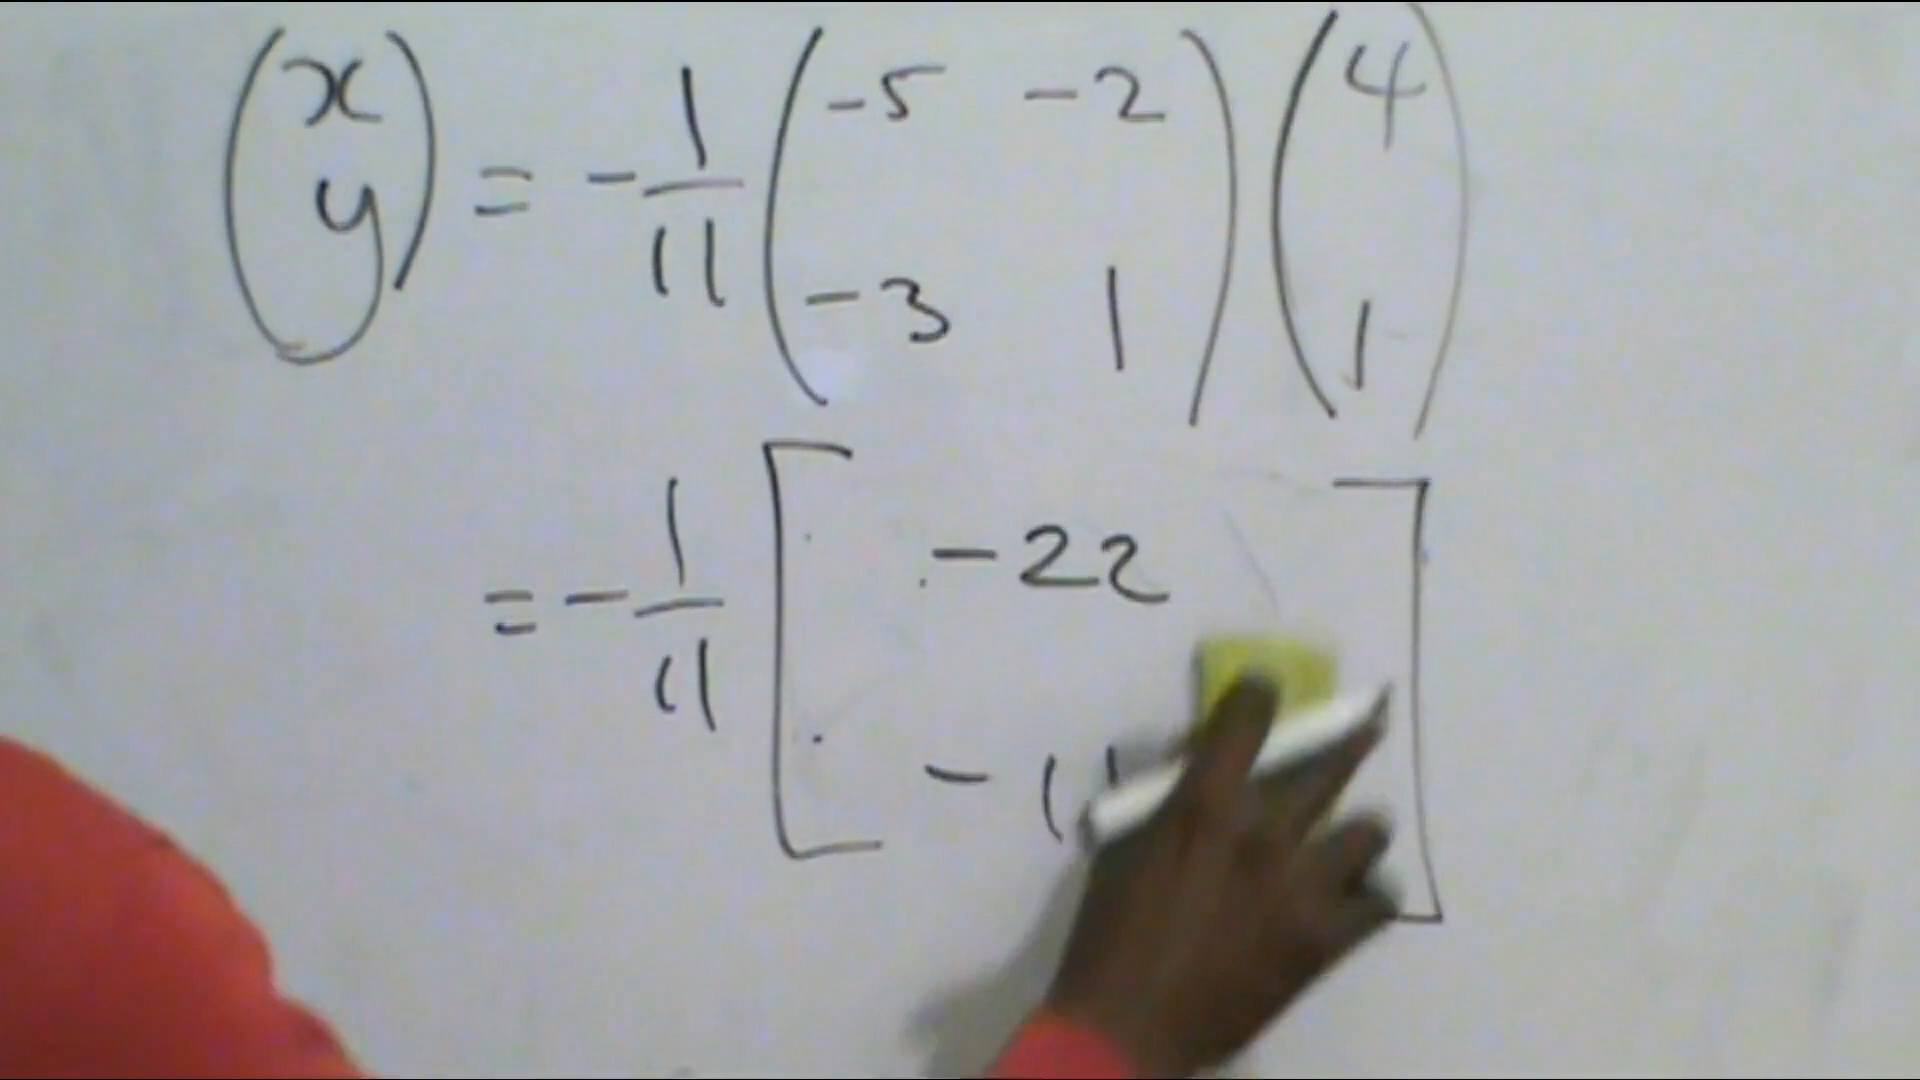 (x y) = -1/11 (-5 -2 -3 1) (4 1)
= -1/11 [-22 -11]